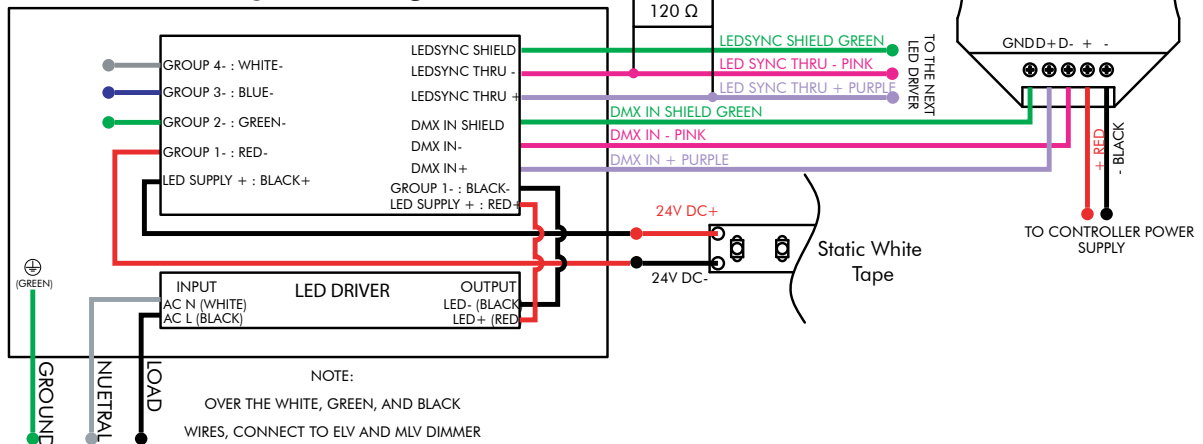 120 Ω
GROUP 4- : WHITE-
GROUP 3- : BLUE-
GROUP 2- : GREEN-
GROUP 1- : RED-
LED SUPPLY + : BLACK+
LEDSYNC SHIELD
LEDSYNC THRU -
LEDSYNC THRU +
DMX IN SHIELD
DMX IN-
DMX IN+
GROUP 1- : BLACK-
LED SUPPLY + : RED+
LEDSYNC SHIELD GREEN
LED SYNC THRU - PINK
LED SYNC THRU + PURPLE
TO THE NEXT
LED DRIVER
DMX IN SHIELD GREEN
DMX IN - PINK
DMX IN + PURPLE
GND D+ D- + -
+ RED
- BLACK
TO CONTROLLER POWER
SUPPLY
24V DC+
24V DC-
Static White
Tape
(GREEN)
INPUT
AC N (WHITE)
AC L (BLACK)
LED DRIVER
OUTPUT
LED- (BLACK
LED+ (RED
GROUND
NUETRAL
LOAD
NOTE:
OVER THE WHITE, GREEN, AND BLACK
WIRES, CONNECT TO ELV AND MLV DIMMER